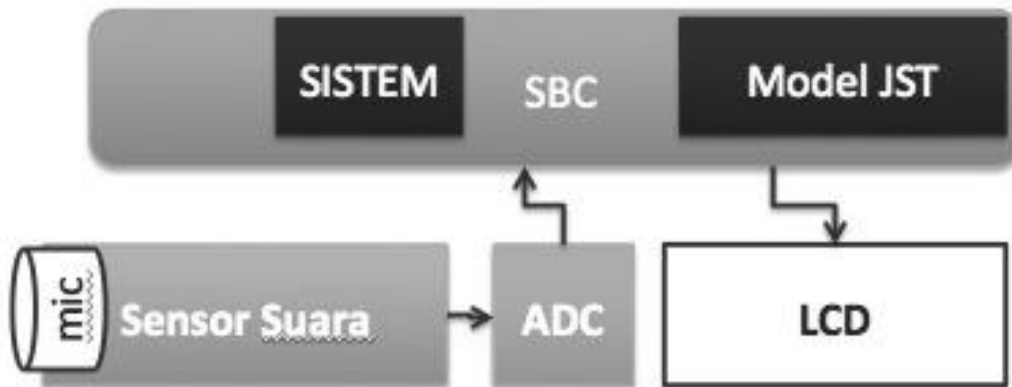 SISTEM
SBC
Model JST
mic
Sensor Suara
ADC
LCD